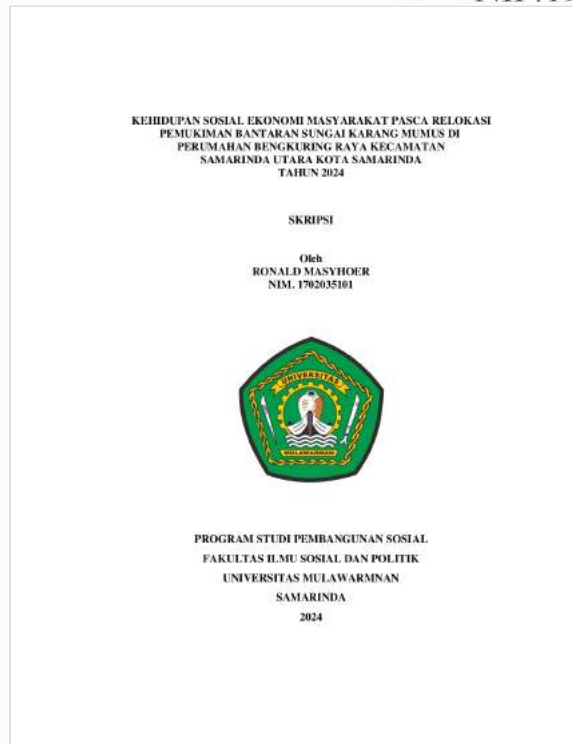 KEHIDUPAN SOSIAL EKONOMI MASYARAKAT PASCA RELOKASI
PEMUKIMAN BANTARAN SUNGAI KARANG MUMUS DI
PERUMAHAN BENGKURING RAYA KECAMATAN
SAMARINDA UTARA KOTA SAMARINDA
TAHUN 2024
SKRIPSI
Oleh
RONALD MASYHOER
NIM. 1702035101
UNIVERSITAS
MULAWARMAN
PROGRAM STUDI PEMBANGUNAN SOSIAL
FAKULTAS ILMU SOSIAL DAN POLITIK
UNIVERSITAS MULAWARMNAN
SAMARINDA
2024